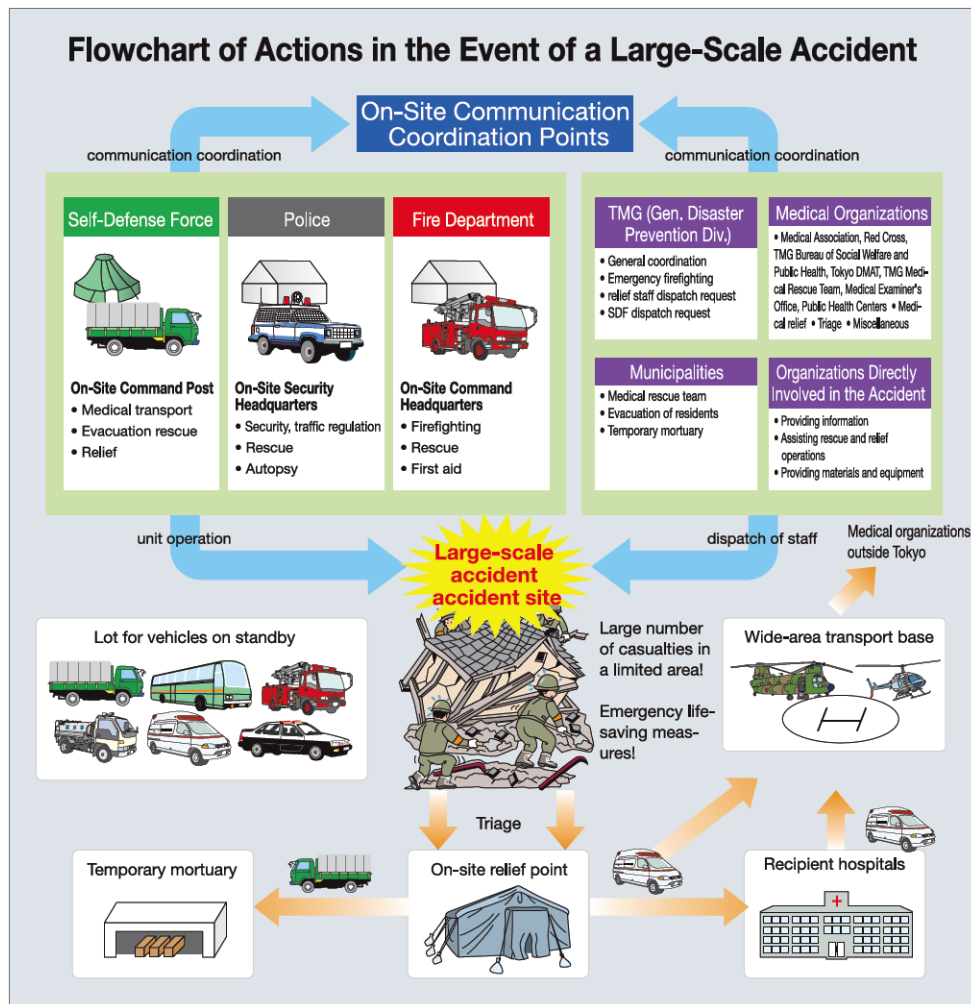 Flowchart of Actions in the Event of a Large-Scale Accident
On-Site Communication
Coordination Points
communication coordination
communication coordination
Self-Defense Force
On-Site Command Post
• Medical transport
• Evacuation rescue
• Relief
Police
On-Site Security
Headquarters
• Security, traffic regulation
• Rescue
• Autopsy
Fire Department
On-Site Command
Headquarters
• Firefighting
• Rescue
• First aid
TMG (Gen. Disaster
Prevention Div.)
• General coordination
• Emergency firefighting
• relief staff dispatch request
• SDF dispatch request
Medical Organizations
• Medical Association, Red Cross,
TMG Bureau of Social Welfare and
Public Health, Tokyo DMAT, TMG Medi-
cal Rescue Team, Medical Examiner's
Office, Public Health Centers • Medi-
cal relief • Triage • Miscellaneous
Municipalities
• Medical rescue team
• Evacuation of residents
• Temporary mortuary
Organizations Directly
Involved in the Accident
• Providing information
• Assisting rescue and relief
operations
• Providing materials and equipment
unit operation
dispatch of staff
Large-scale
accident
accident site
Medical organizations
outside Tokyo
Lot for vehicles on standby
Large number
of casualties in
a limited area!
Emergency life-
saving meas-
ures!
Wide-area transport base
H
Triage
Temporary mortuary
On-site relief point
Recipient hospitals